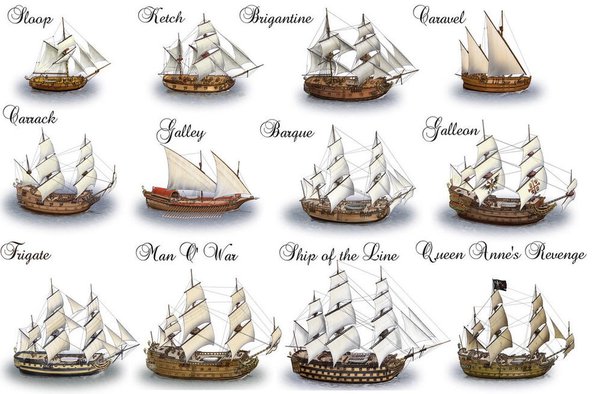 Sloop
Ketch
Brigantine
Caravel
Carrack
Galley
Barque
Galleon
Frigate
Man O' War
Ship of the Line
Queen Anne's Revenge